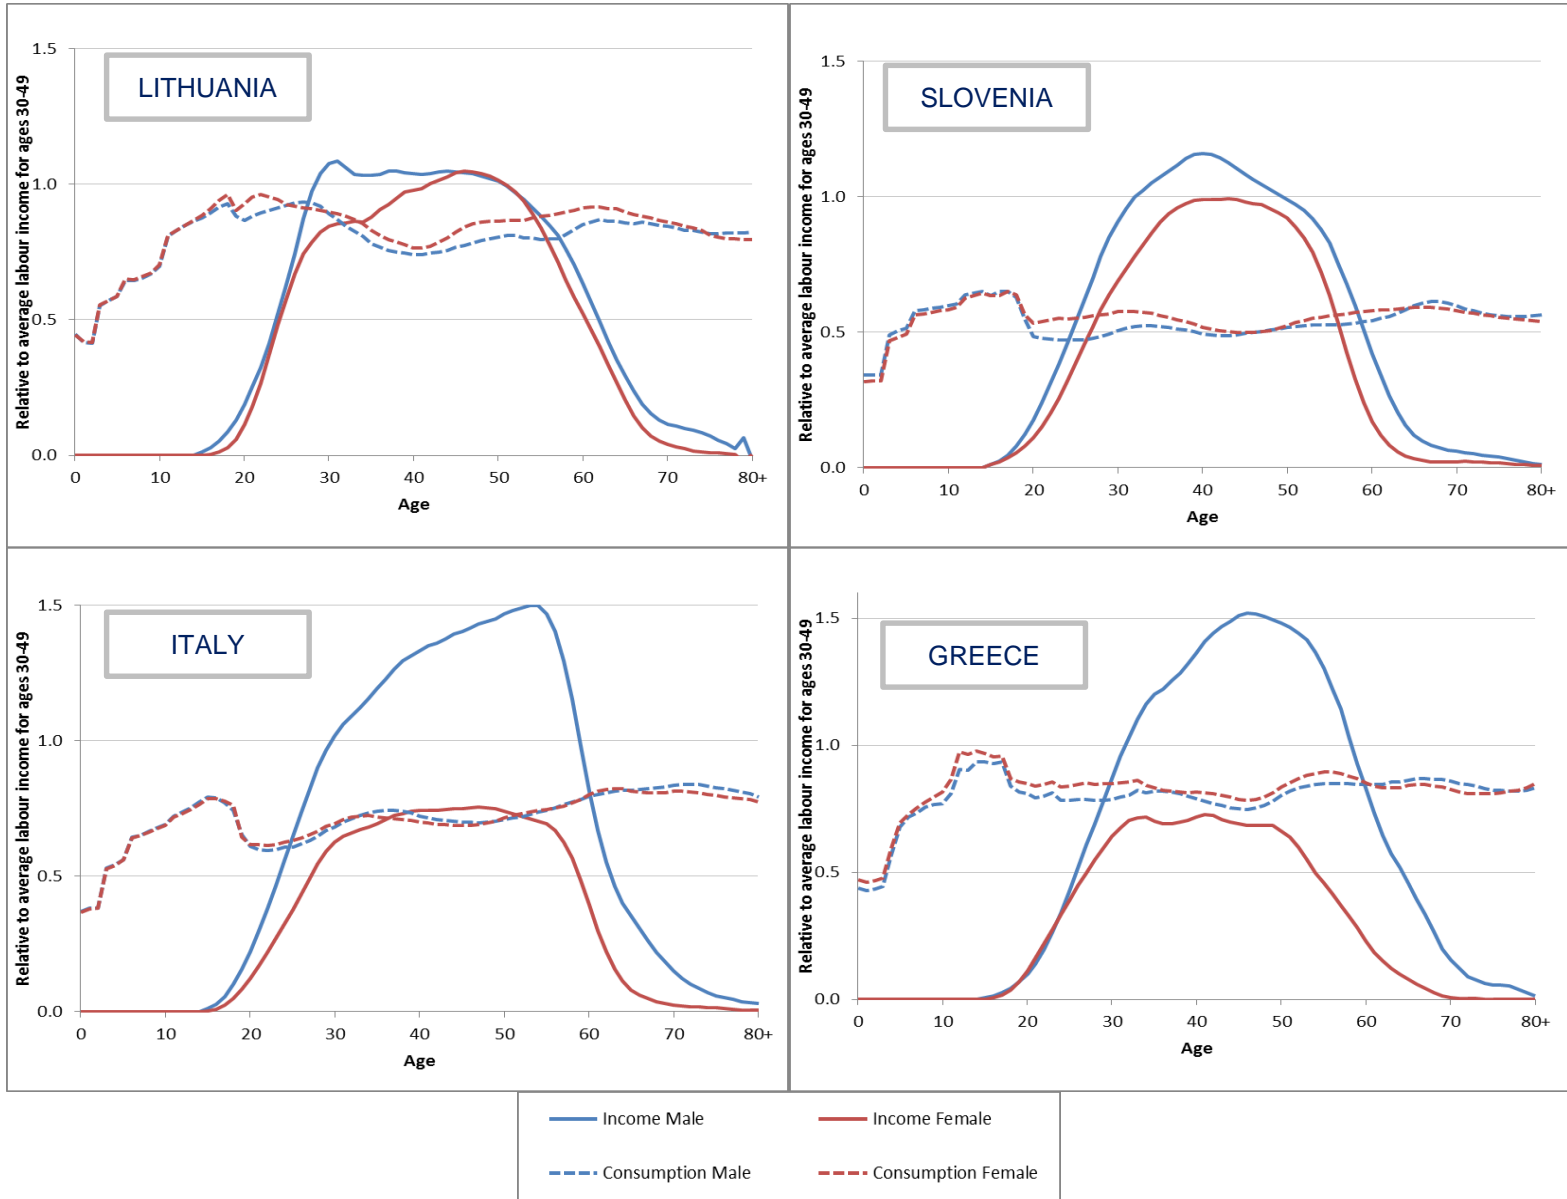 LITHUANIA
Relative to average labour income for ages 30-49
1.5
1.0
0.5
0.0
0 10 20 30 40 50 60 70 80+
Age
SLOVENIA
Relative to average labour income for ages 30-49
1.5
1.0
0.5
0.0
0 10 20 30 40 50 60 70 80+
Age
ITALY
Relative to average labour income for ages 30-49
1.5
1.0
0.5
0.0
0 10 20 30 40 50 60 70 80+
Age
GREECE
Relative to average labour income for ages 30-49
1.5
1.0
0.5
0.0
0 10 20 30 40 50 60 70 80+
Age
Income Male Income Female
Consumption Male Consumption Female